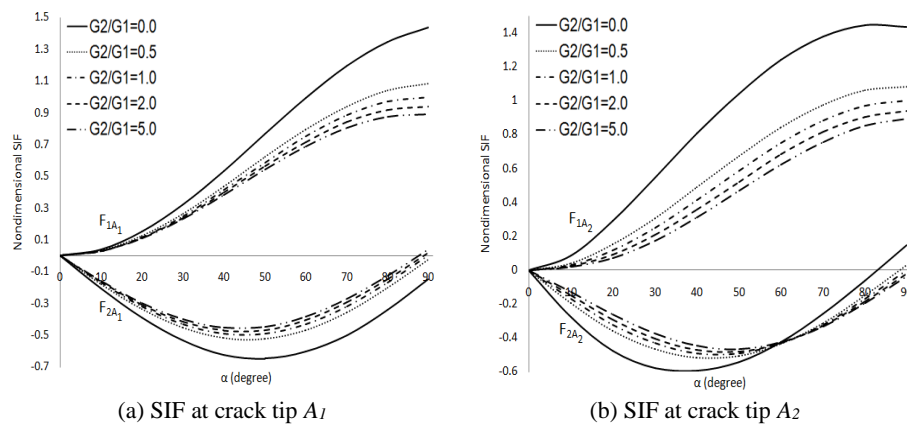 1.5
1.3
1.1
0.9
0.7
0.5
0.3
0.1
-0.1
-0.3
-0.5
-0.7
Nondimensional SIF
G2/G1=0.0
G2/G1=0.5
G2/G1=1.0
G2/G1=2.0
G2/G1=5.0
F1A1
F2A1
0 10 20 30 40 50 60 70 80 90
α (degree)
(a) SIF at crack tip A1
1.6
1.4
1.2
1
0.8
0.6
0.4
0.2
0
-0.2
-0.4
-0.6
Nondimensional SIF
G2/G1=0.0
G2/G1=0.5
G2/G1=1.0
G2/G1=2.0
G2/G1=5.0
F1A2
F2A2
0 10 20 30 40 50 60 70 80 90
α (degree)
(b) SIF at crack tip A2